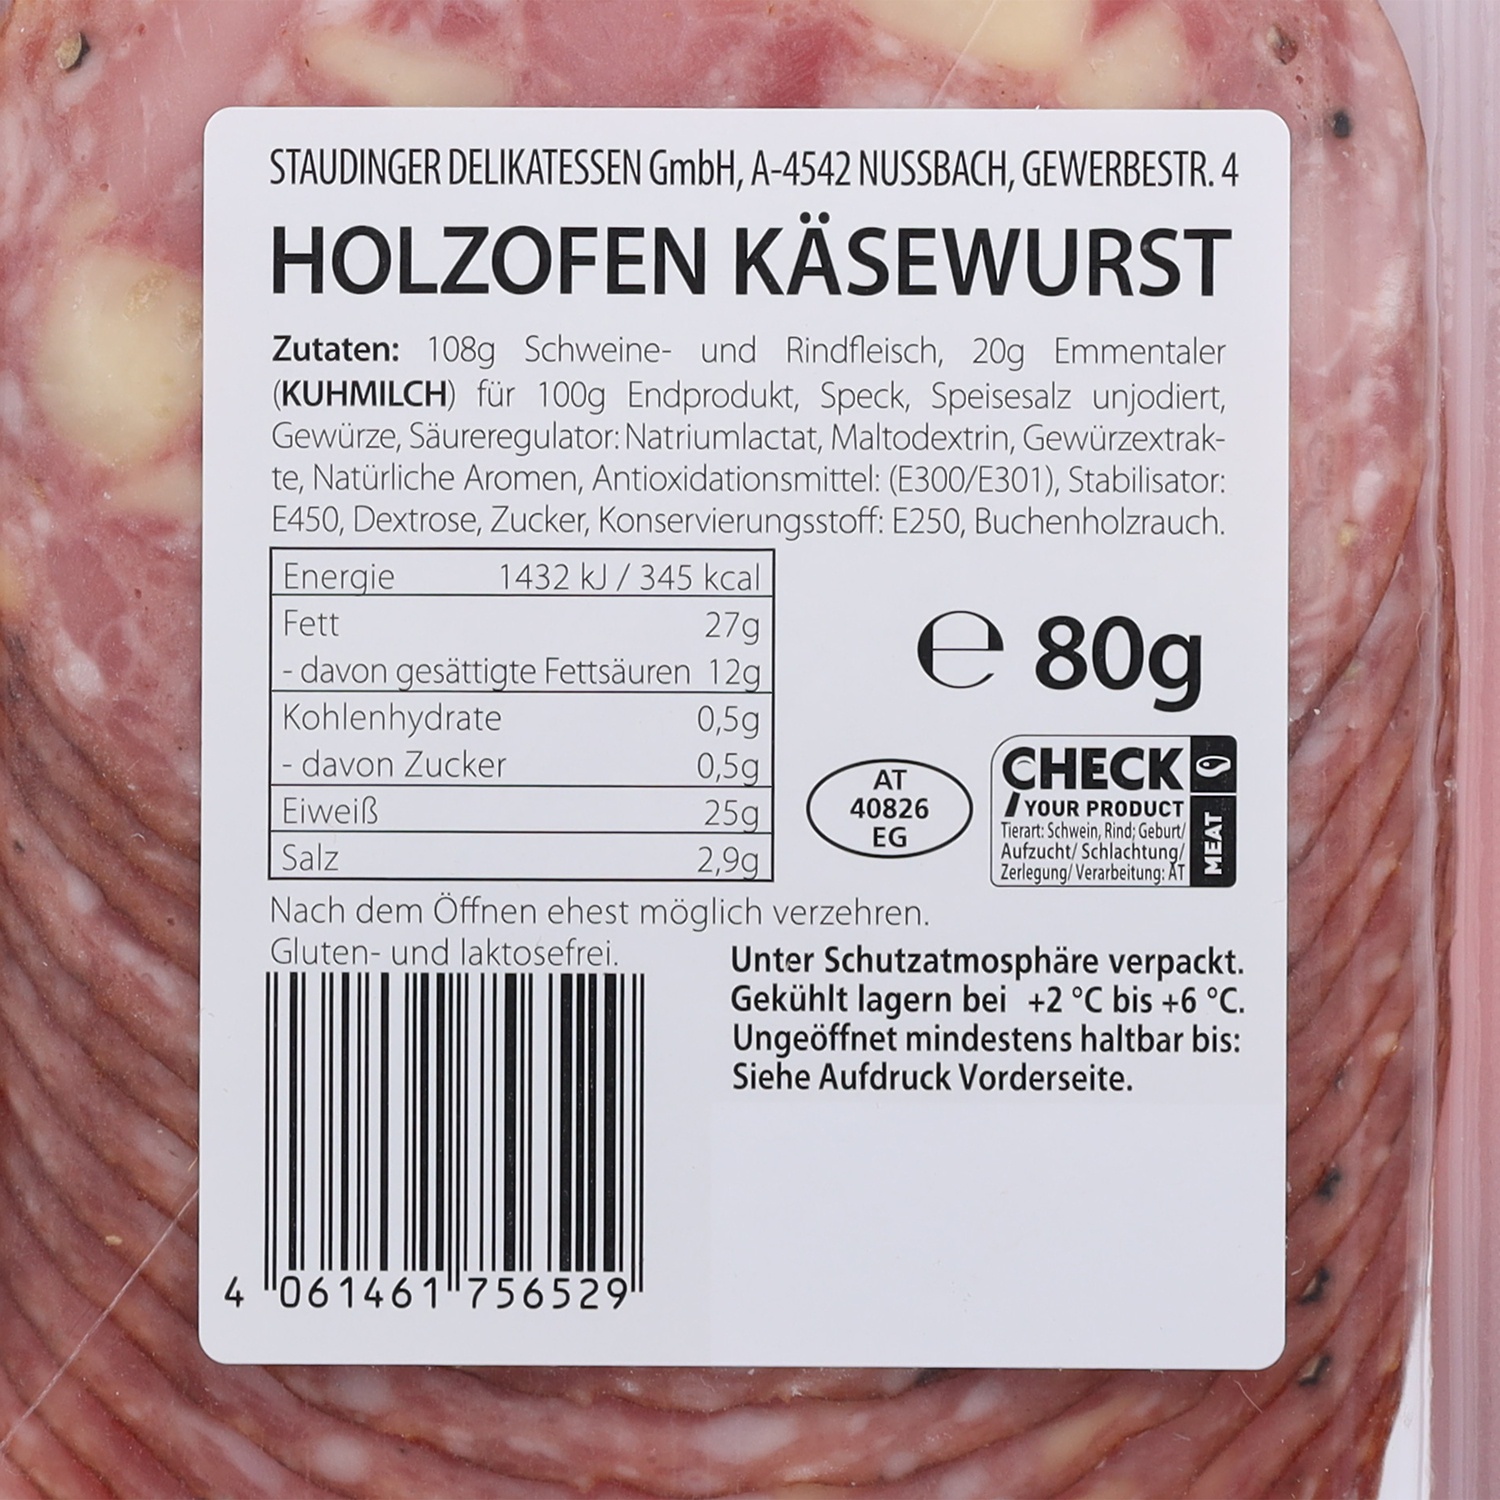 STAUDINGER DELIKATESSEN GmbH, A-4542 NUSSBACH, GEWERBESTR. 4
HOLZOFEN KÄSEWURST
Zutaten: 108g Schweine- und Rindfleisch, 20g Emmentaler
(KUHMILCH) für 100g Endprodukt, Speck, Speisesalz unjodiert,
Gewürze, Säureregulator: Natriumlactat, Maltodextrin, Gewürzextrak-
te, Natürliche Aromen, Antioxidationsmittel: (E300/E301), Stabilisator:
E450, Dextrose, Zucker, Konservierungsstoff: E250, Buchenholzrauch.
Energie 1432 kJ / 345 kcal
Fett 27g
- davon gesättigte Fettsäuren 12g
Kohlenhydrate 0,5g
- davon Zucker 0,5g
Eiweiß 25g
Salz 2,9g
℮ 80g
AT
40826
EG
CHECK
YOUR PRODUCT
Tierart: Schwein, Rind; Geburt/
Aufzucht/ Schlachtung/
Zerlegung/ Verarbeitung: AT
MEAT
Nach dem Öffnen ehest möglich verzehren.
Gluten- und laktosefrei.
Unter Schutzatmosphäre verpackt.
Gekühlt lagern bei +2 °C bis +6 °C.
Ungeöffnet mindestens haltbar bis:
Siehe Aufdruck Vorderseite.
4 061461 756529